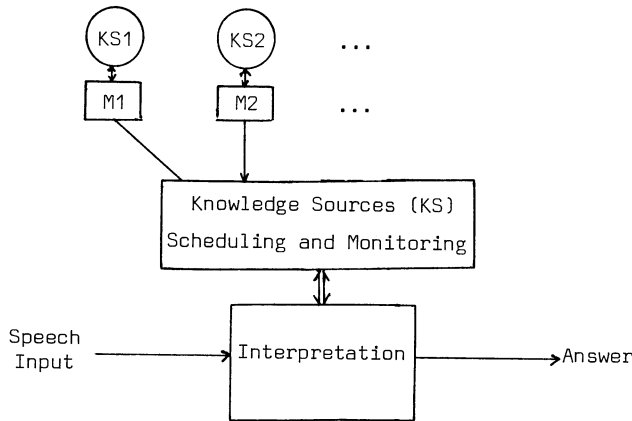 KS1 KS2 ...
M1 M2 ...
Knowledge Sources (KS)
Scheduling and Monitoring
Speech
Input
Interpretation
Answer